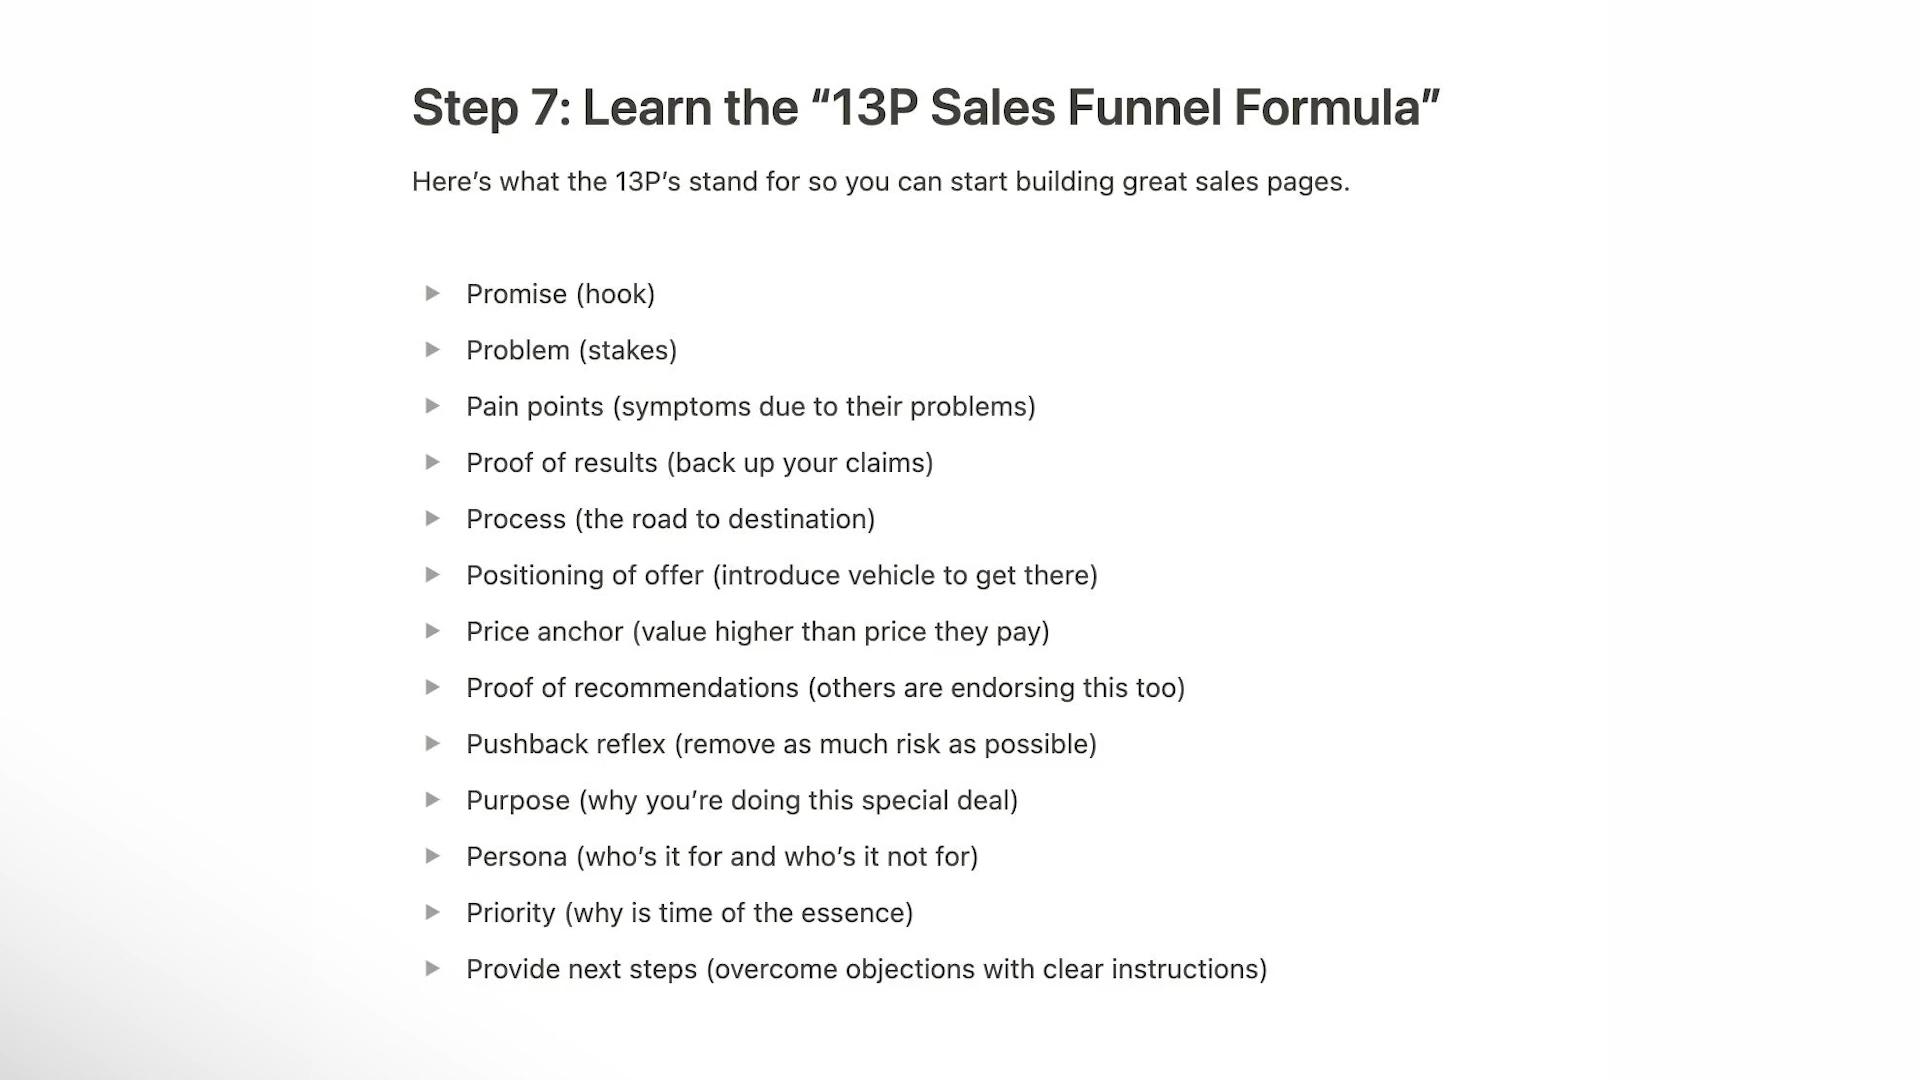 Step 7: Learn the “13P Sales Funnel Formula”
Here’s what the 13P’s stand for so you can start building great sales pages.
Promise (hook)
Problem (stakes)
Pain points (symptoms due to their problems)
Proof of results (back up your claims)
Process (the road to destination)
Positioning of offer (introduce vehicle to get there)
Price anchor (value higher than price they pay)
Proof of recommendations (others are endorsing this too)
Pushback reflex (remove as much risk as possible)
Purpose (why you’re doing this special deal)
Persona (who’s it for and who’s it not for)
Priority (why is time of the essence)
Provide next steps (overcome objections with clear instructions)